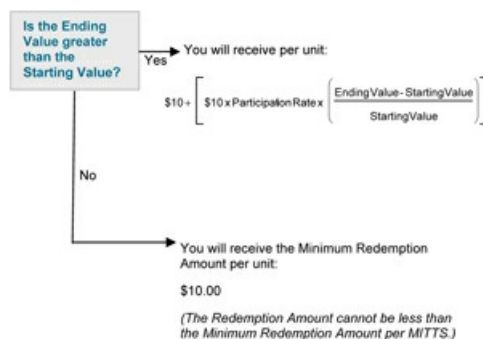 Is the Ending
Value greater
than the
Starting Value?
Yes
You will receive per unit:
$10+ [ $10 x Participation Rate x ( Ending Value - Starting Value
Starting Value ) ]
No
You will receive the Minimum Redemption
Amount per unit:
$10.00
(The Redemption Amount cannot be less than
the Minimum Redemption Amount per MITTS.)